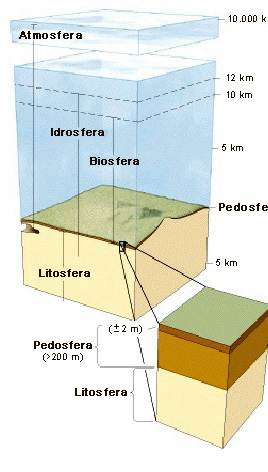 10.000 k
Atmosfera
12 km
10 km
Idrosfera
Biosfera
5 km
Pedosfe
5 km
Litosfera
(±2 m)
Pedosfera
(>200 m)
Litosfera